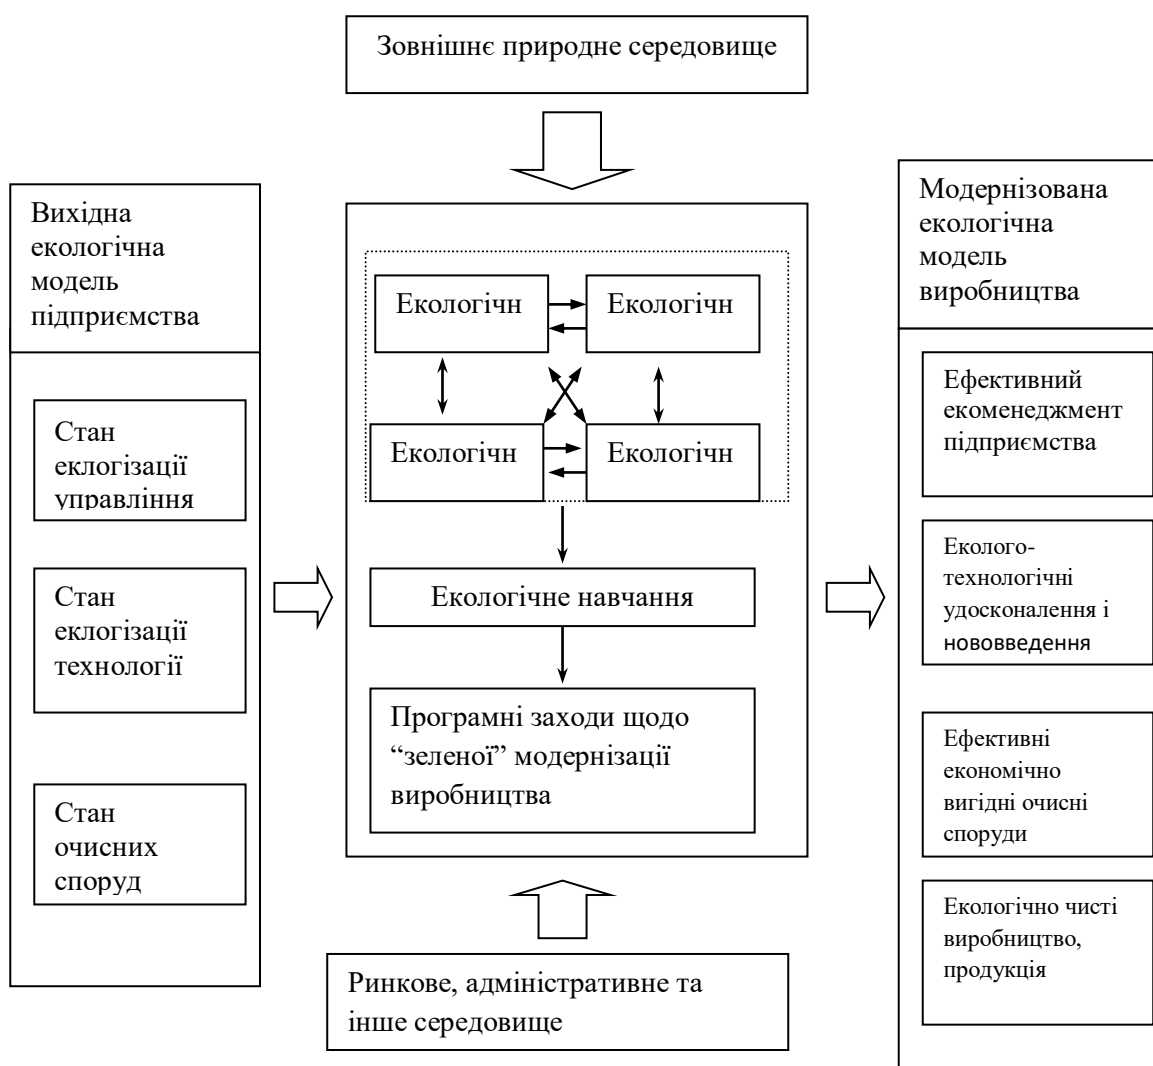 Зовнішнє природне середовище
Вихідна
екологічна
модель
підприємства
Стан
еклогізації
управління
Стан
еклогізації
технології
Стан
очисних
споруд
Екологічн
Екологічн
Екологічн
Екологічн
Екологічне навчання
Програмні заходи щодо
“зеленої” модернізації
виробництва
Ринкове, адміністративне та
інше середовище
Модернізована
екологічна
модель
виробництва
Ефективний
екоменеджмент
підприємства
Еколого-
технологічні
удосконалення і
нововведення
Ефективні
економічно
вигідні очисні
споруди
Екологічно чисті
виробництво,
продукція